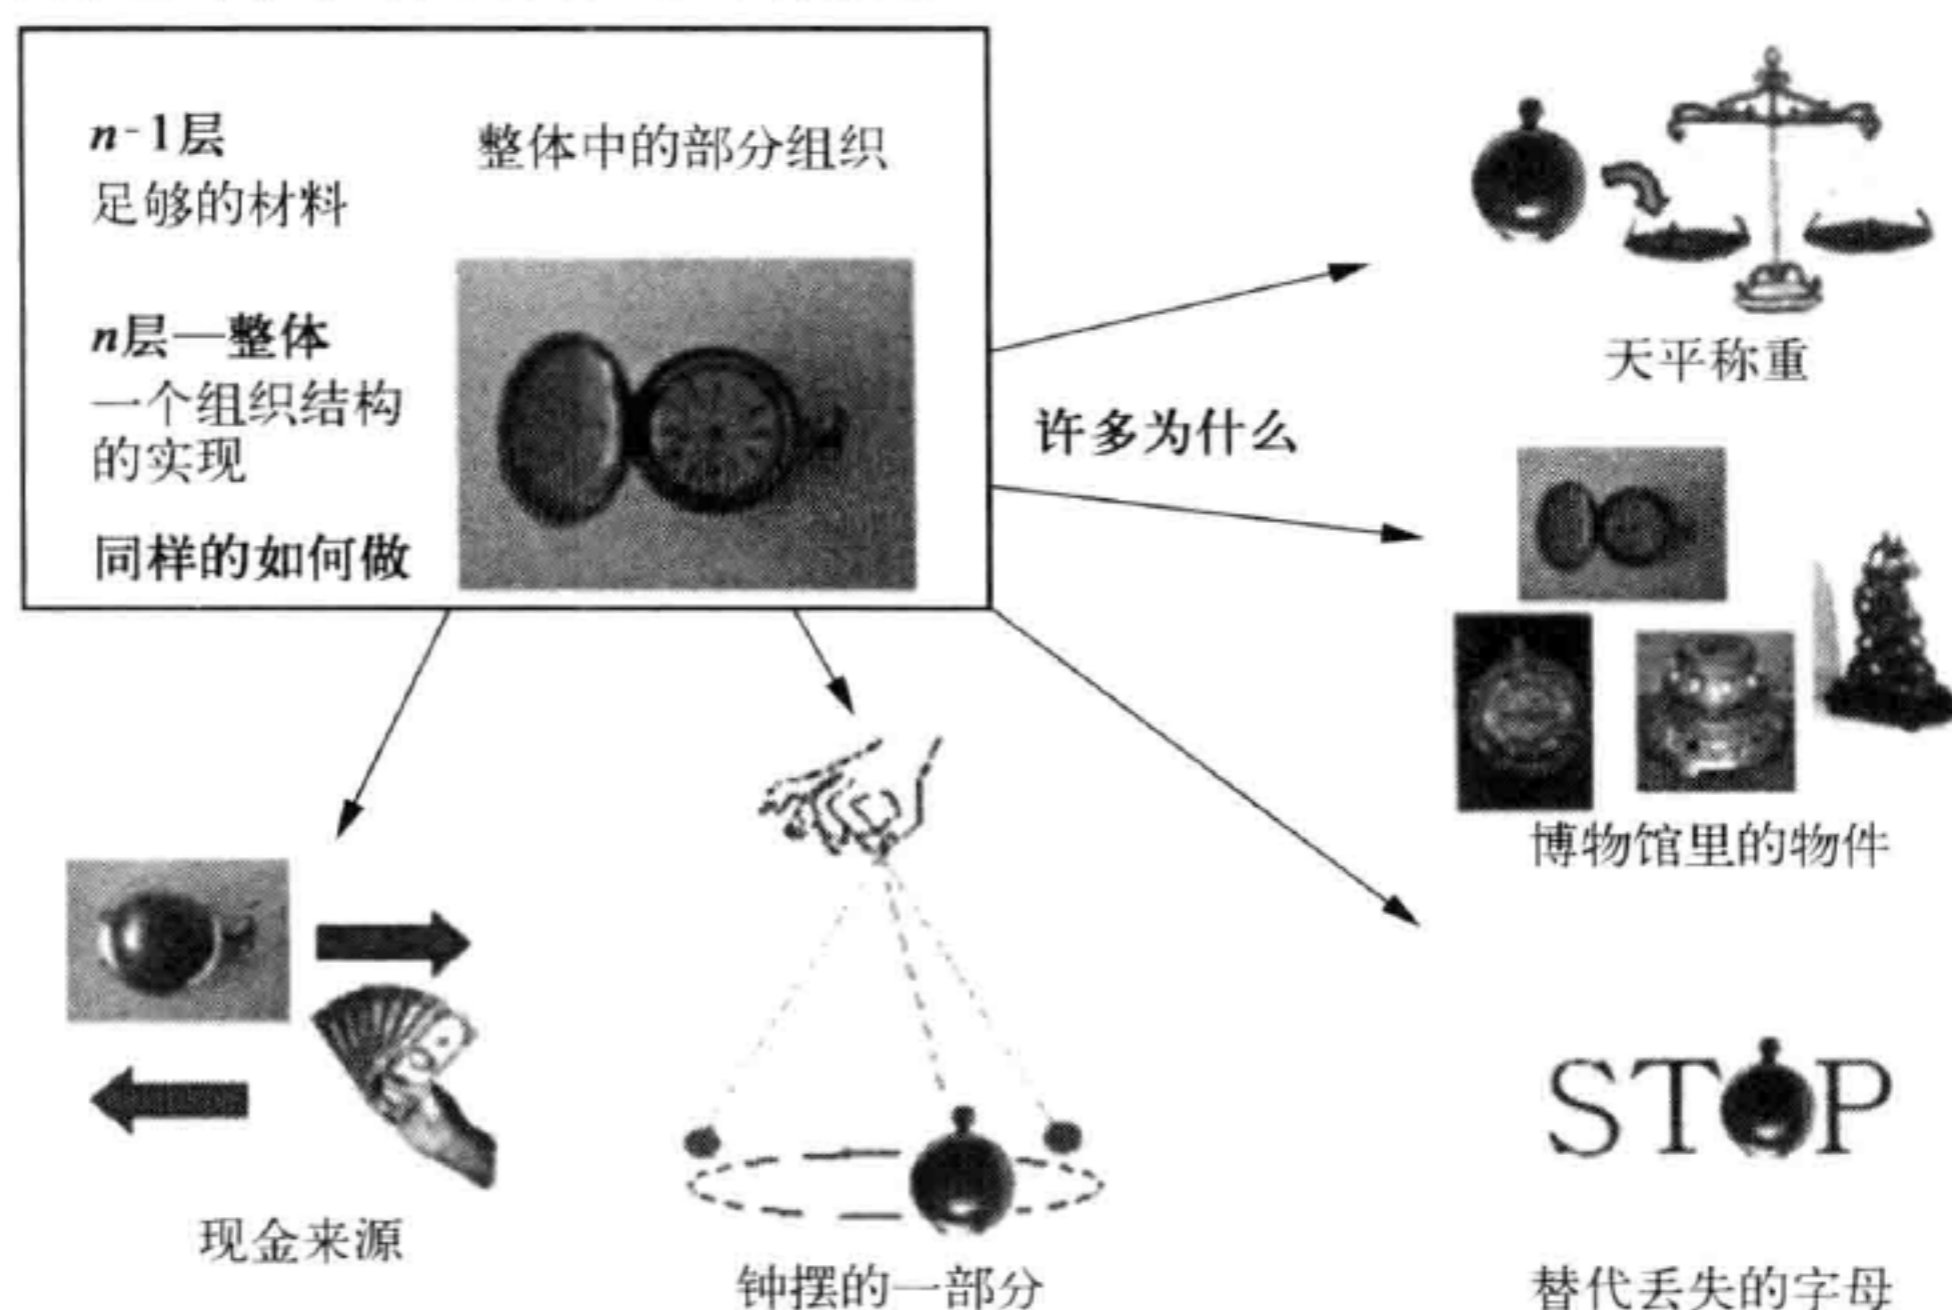 n-1层
足够的材料
整体中的部分组织
n层—整体
一个组织结构
的实现
同样的如何做
许多为什么
天平称重
博物馆里的物件
现金来源
钟摆的一部分
STOP
替代丢失的字母